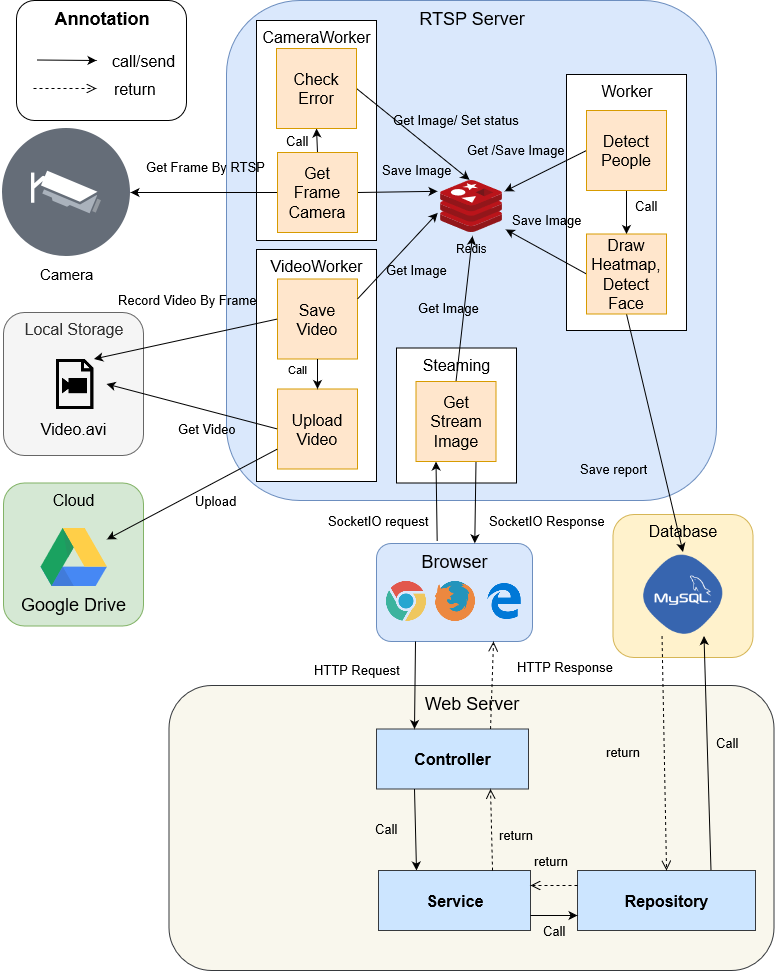 Annotation
call/send
return
RTSP Server
CameraWorker
Check
Error
Call
Get
Frame
Camera
Get Frame By RTSP
Camera
Get Image/ Set status
Save Image
Redis
Worker
Detect
People
Get /Save Image
Call
Save Image
Draw
Heatmap,
Detect
Face
VideoWorker
Save
Video
Get Image
Call
Upload
Video
Record Video By Frame
Local Storage
Video.avi
Get Video
Cloud
Google Drive
Upload
Get Image
Steaming
Get
Stream
Image
Save report
SocketIO request
SocketIO Response
Browser
Database
MySQL
HTTP Request
HTTP Response
Web Server
Controller
Call
return
return
Call
Service
return
Call
Repository